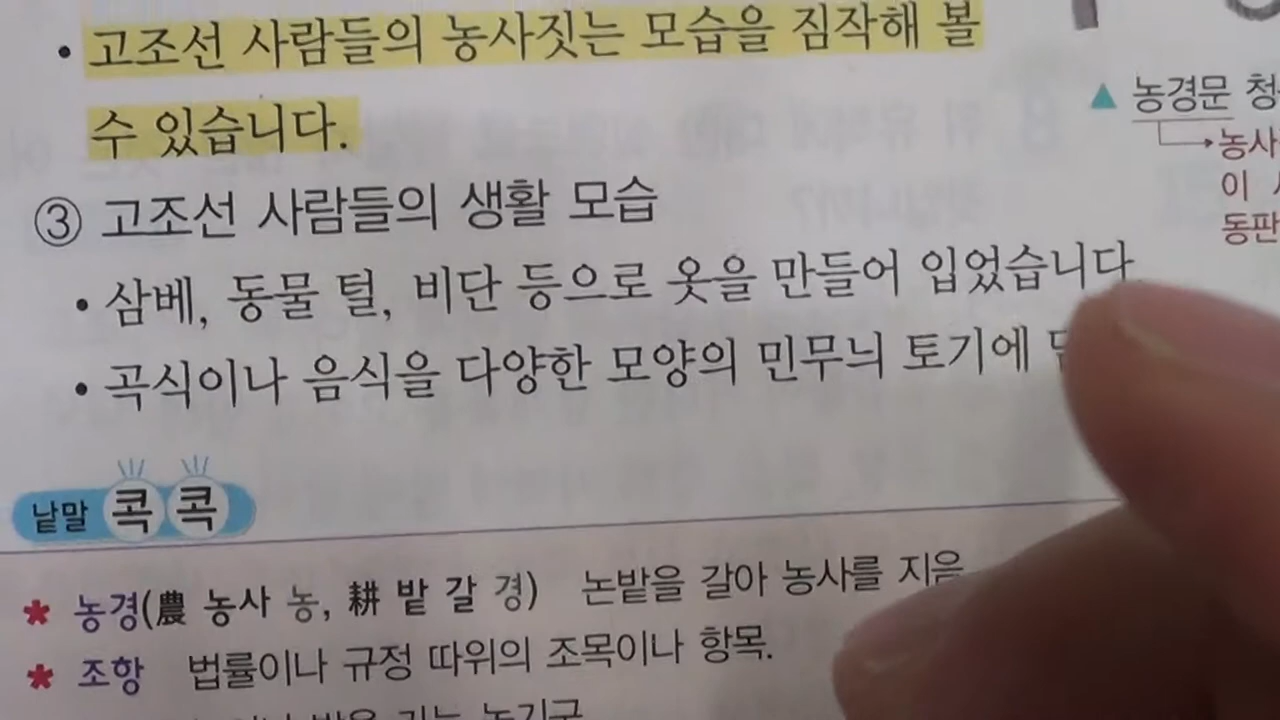 • 고조선 사람들의 농사짓는 모습을 짐작해 볼
수 있습니다.
▲ 농경문
농사
이
동판
③ 고조선 사람들의 생활 모습
• 삼베, 동물 털, 비단 등으로 옷을 만들어 입었습니다.
• 곡식이나 음식을 다양한 모양의 민무늬 토기에
낱말 콕콕
* 농경(農 농사 농, 耕 밭 갈 경) 논밭을 갈아 농사를 지음
* 조항 법률이나 규정 따위의 조목이나 항목.